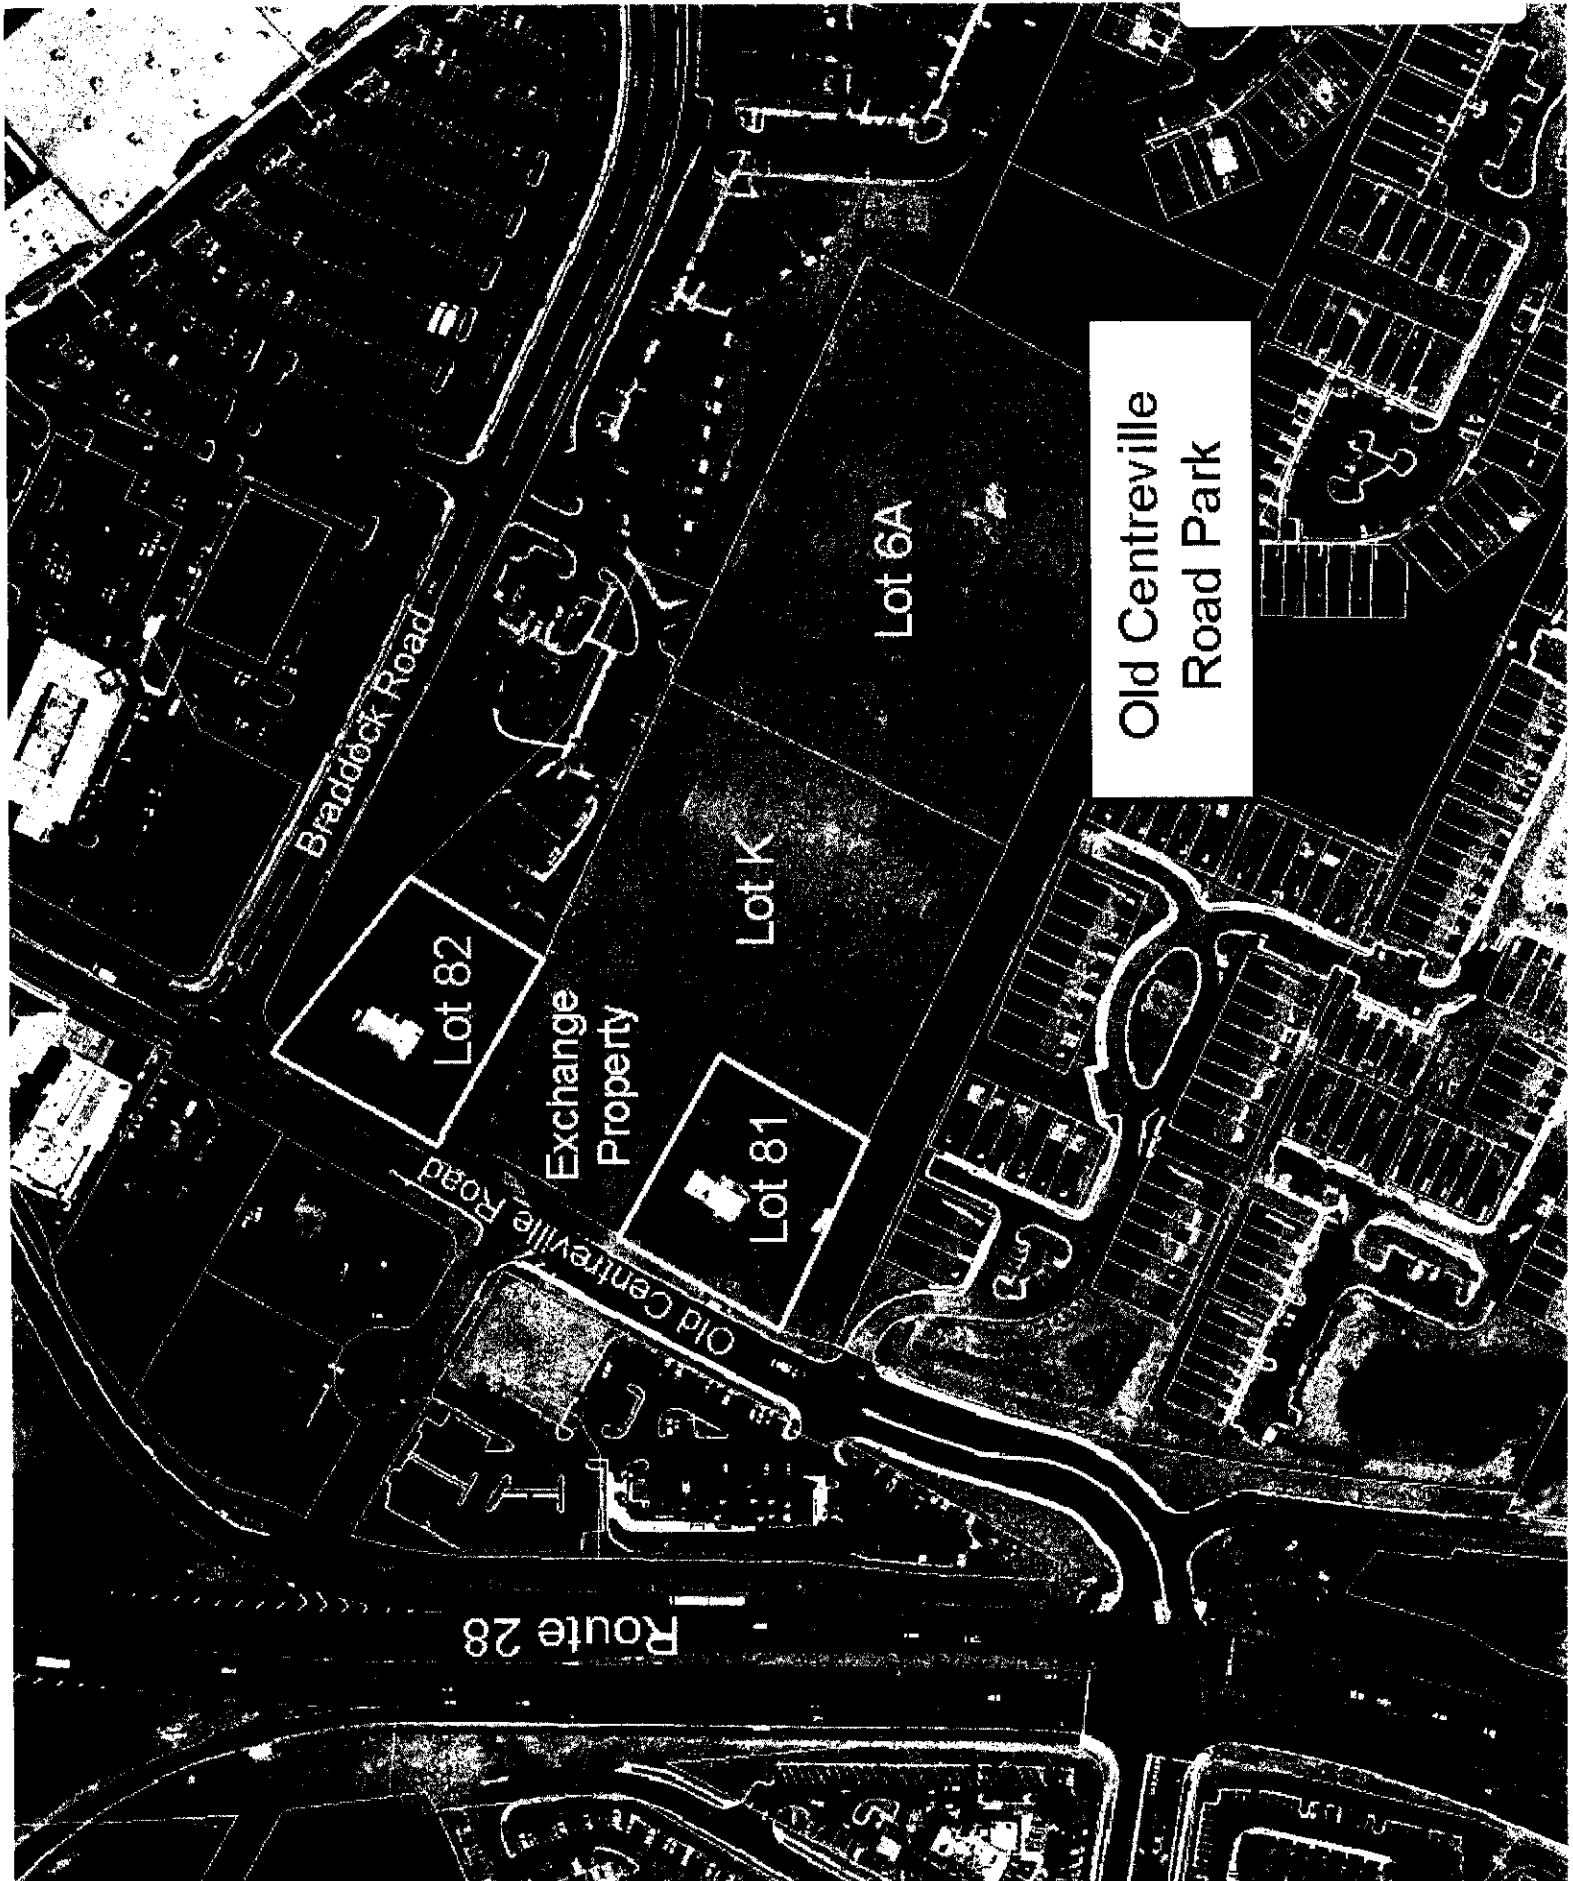 Braddock Road
Lot 82
Exchange
Property
Lot K
Lot 6A
Old Centreville
Road Park
Lot 81
Old Centreville Road
Route 28